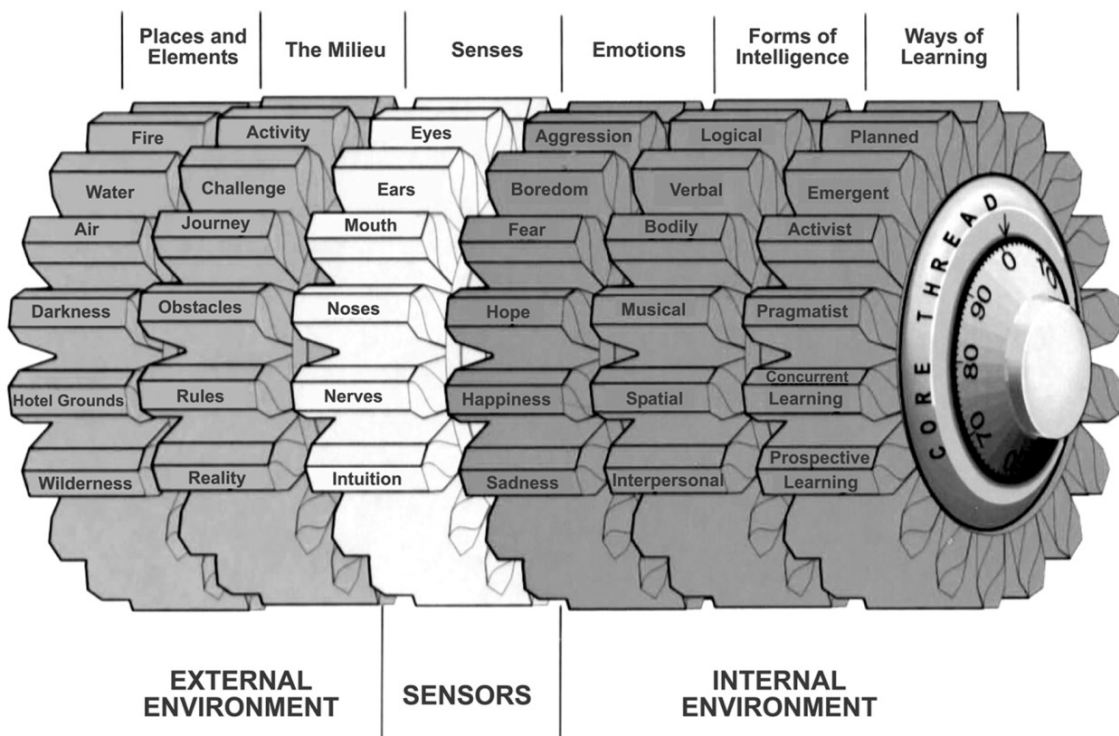 Places and
Elements
The Milieu
Senses
Emotions
Forms of
Intelligence
Ways of
Learning
Fire
Activity
Eyes
Aggression
Logical
Planned
Water
Challenge
Ears
Boredom
Verbal
Emergent
Air
Journey
Mouth
Fear
Bodily
Activist
Darkness
Obstacles
Noses
Hope
Musical
Pragmatist
Hotel Grounds
Rules
Nerves
Happiness
Spatial
Concurrent
Learning
Wilderness
Reality
Intuition
Sadness
Interpersonal
Prospective
Learning
CORE THREAD
0
10
90
80
70
EXTERNAL
ENVIRONMENT
SENSORS
INTERNAL
ENVIRONMENT